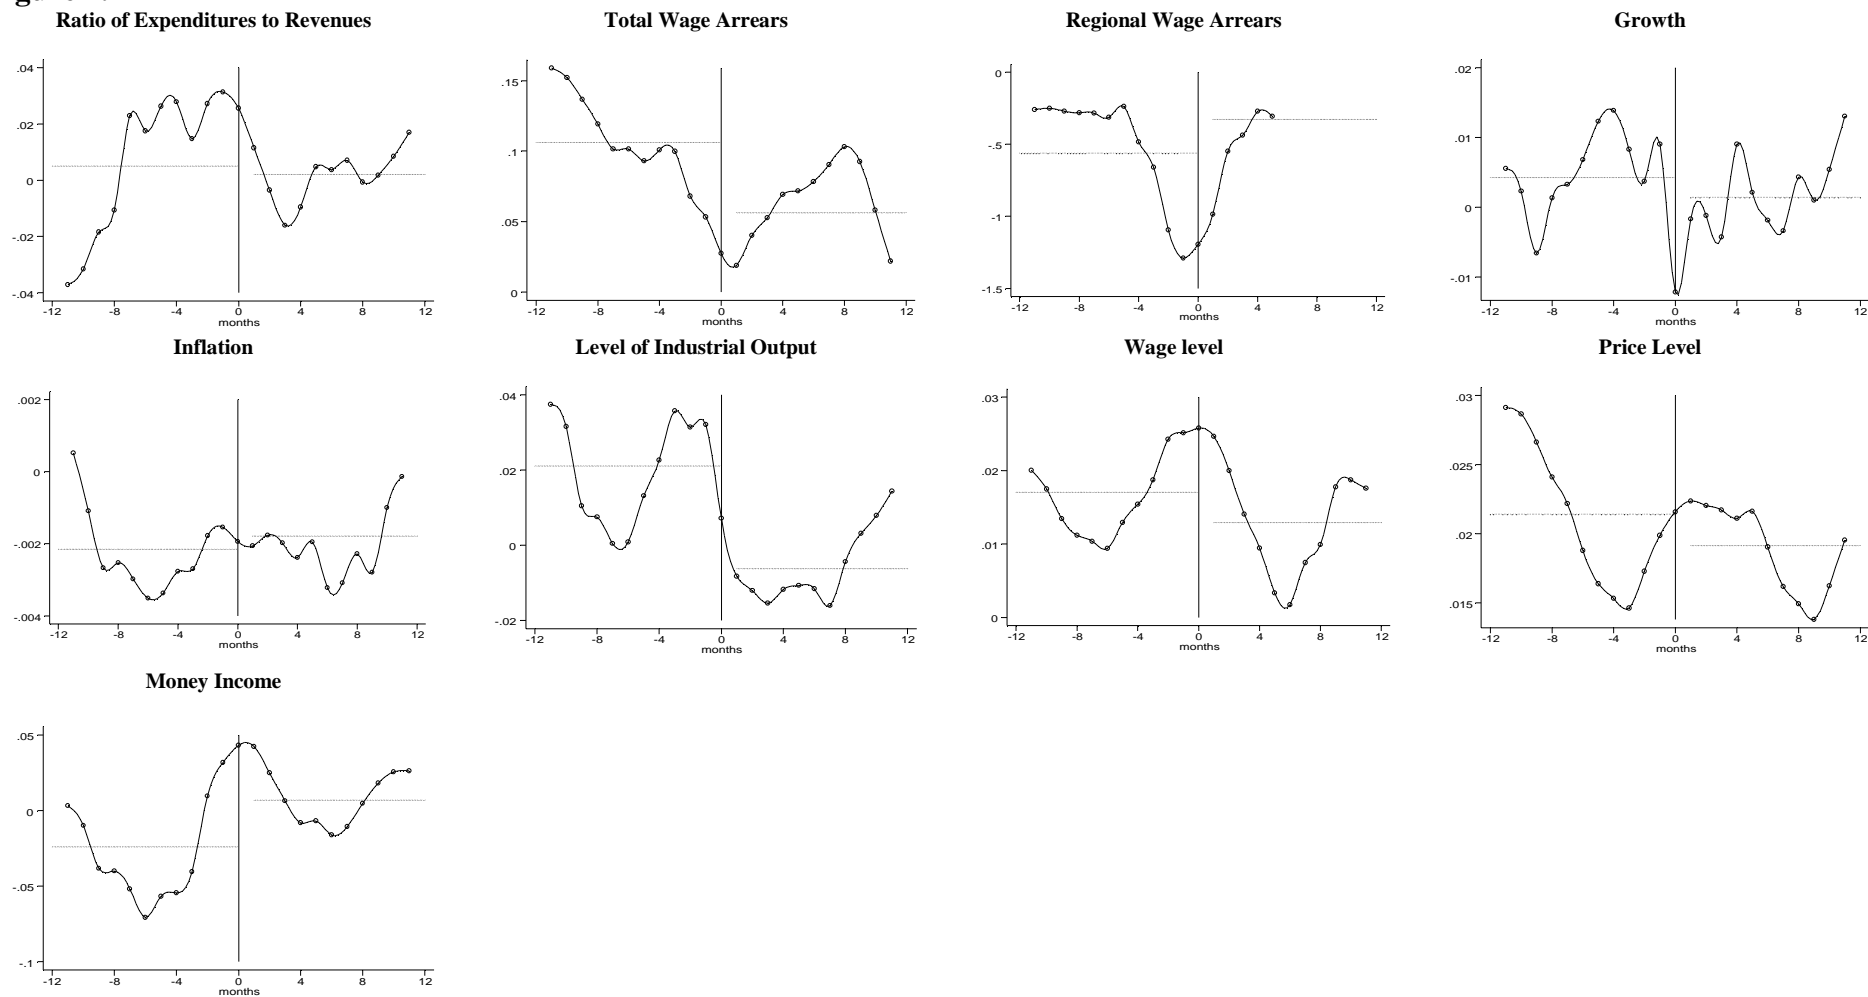 Ratio of Expenditures to Revenues
.04
.02
0
-.02
-.04
-12 -8 -4 0 4 8 12
months
Total Wage Arrears
.15
.1
.05
0
-12 -8 -4 0 4 8 12
months
Regional Wage Arrears
0
-.5
-1
-1.5
-12 -8 -4 0 4 8 12
months
Growth
.02
.01
0
-.01
-12 -8 -4 0 4 8 12
months
Inflation
.002
0
-.002
-.004
-12 -8 -4 0 4 8 12
months
Level of Industrial Output
.04
.02
0
-.02
-12 -8 -4 0 4 8 12
months
Wage level
.03
.02
.01
0
-12 -8 -4 0 4 8 12
months
Price Level
.03
.025
.02
.015
-12 -8 -4 0 4 8 12
months
Money Income
.05
0
-.05
-.1
-12 -8 -4 0 4 8 12
months